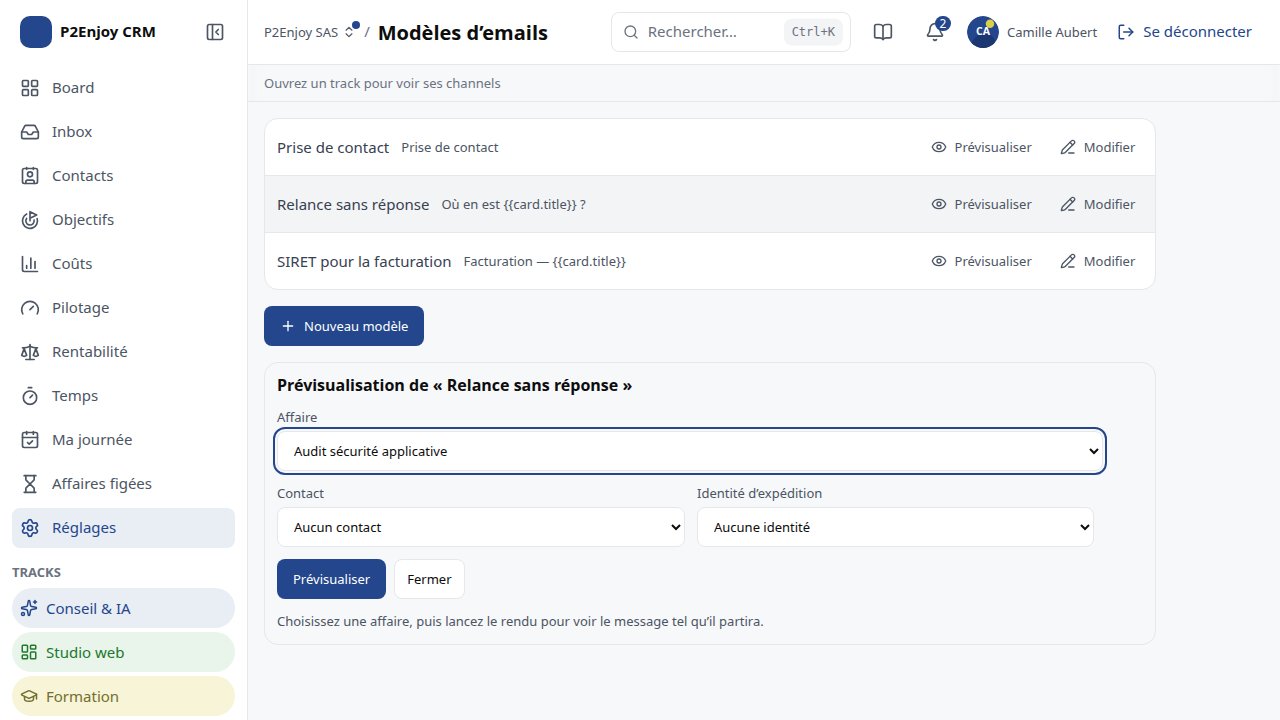 P2Enjoy CRM
P2Enjoy SAS / Modèles d’emails
Rechercher... Ctrl+K
2
CA Camille Aubert
Se déconnecter
Ouvrez un track pour voir ses channels
Board
Inbox
Contacts
Objectifs
Coûts
Pilotage
Rentabilité
Temps
Ma journée
Affaires figées
Réglages
TRACKS
Conseil & IA
Studio web
Formation
Prise de contact Prise de contact Prévisualiser Modifier
Relance sans réponse Où en est {{card.title}} ? Prévisualiser Modifier
SIRET pour la facturation Facturation — {{card.title}} Prévisualiser Modifier
Nouveau modèle
Prévisualisation de « Relance sans réponse »
Affaire
Audit sécurité applicative
Contact Identité d’expédition
Aucun contact Aucune identité
Prévisualiser Fermer
Choisissez une affaire, puis lancez le rendu pour voir le message tel qu’il partira.